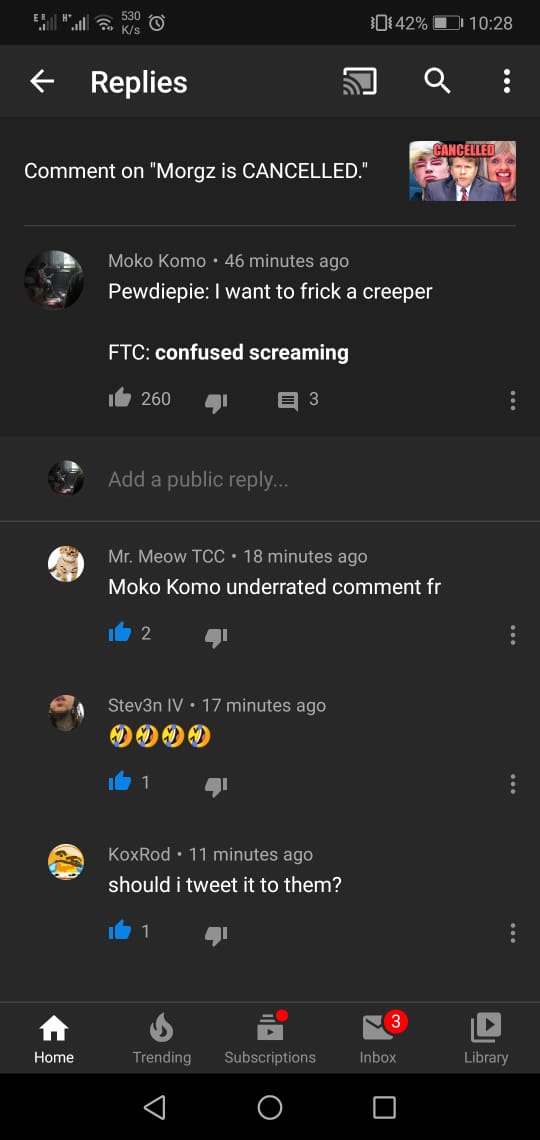 530
K/s
42%
10:28
Replies
Comment on "Morgz is CANCELLED."
CANCELLED
Moko Komo • 46 minutes ago
Pewdiepie: I want to frick a creeper
FTC: confused screaming
260
3
Add a public reply...
Mr. Meow TCC • 18 minutes ago
Moko Komo underrated comment fr
2
Stev3n IV • 17 minutes ago
🤣🤣🤣🤣
1
KoxRod • 11 minutes ago
should i tweet it to them?
1
3
Home
Trending
Subscriptions
Inbox
Library